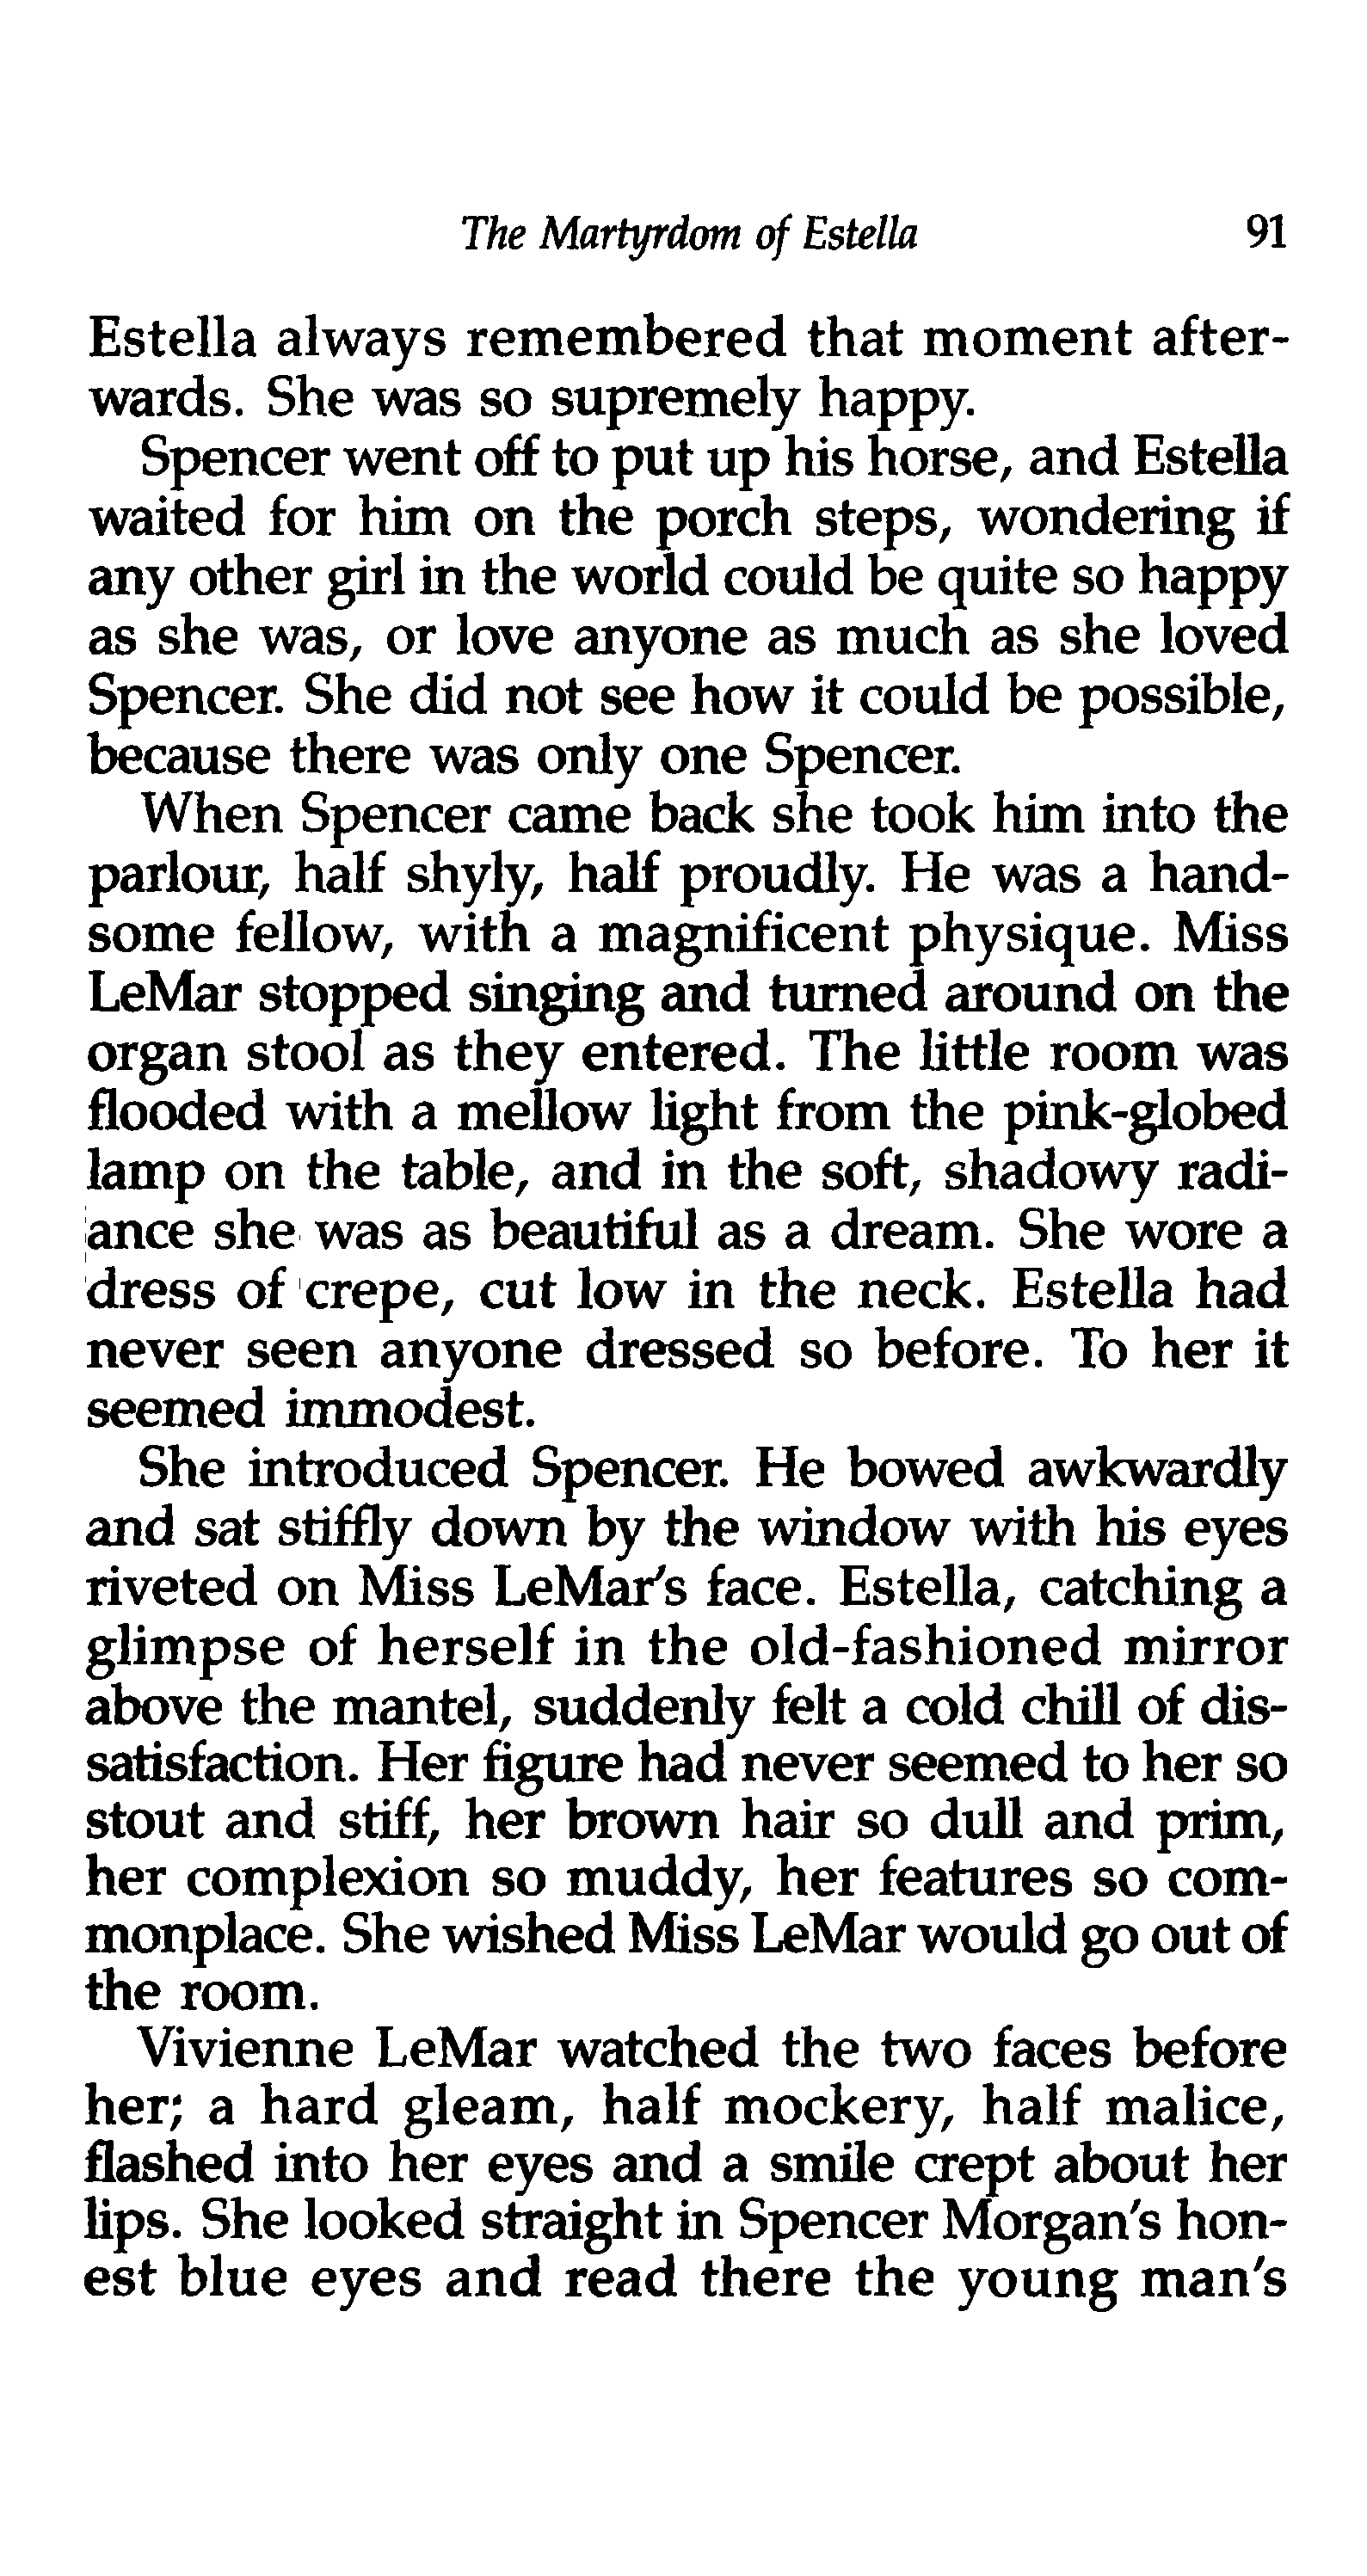 The Martyrdom of Estella 91
Estella always remembered that moment after-
wards. She was so supremely happy.
Spencer went off to put up his horse, and Estella
waited for him on the porch steps, wondering if
any other girl in the world could be quite so happy
as she was, or love anyone as much as she loved
Spencer. She did not see how it could be possible,
because there was only one Spencer.
When Spencer came back she took him into the
parlour, half shyly, half proudly. He was a hand-
some fellow, with a magnificent physique. Miss
LeMar stopped singing and turned around on the
organ stool as they entered. The little room was
flooded with a mellow light from the pink-globed
lamp on the table, and in the soft, shadowy radi-
ance she was as beautiful as a dream. She wore a
dress of crepe, cut low in the neck. Estella had
never seen anyone dressed so before. To her it
seemed immodest.
She introduced Spencer. He bowed awkwardly
and sat stiffly down by the window with his eyes
riveted on Miss LeMar's face. Estella, catching a
glimpse of herself in the old-fashioned mirror
above the mantel, suddenly felt a cold chill of dis-
satisfaction. Her figure had never seemed to her so
stout and stiff, her brown hair so dull and prim,
her complexion so muddy, her features so com-
monplace. She wished Miss LeMar would go out of
the room.
Vivienne LeMar watched the two faces before
her; a hard gleam, half mockery, half malice,
flashed into her eyes and a smile crept about her
lips. She looked straight in Spencer Morgan's hon-
est blue eyes and read there the young man's